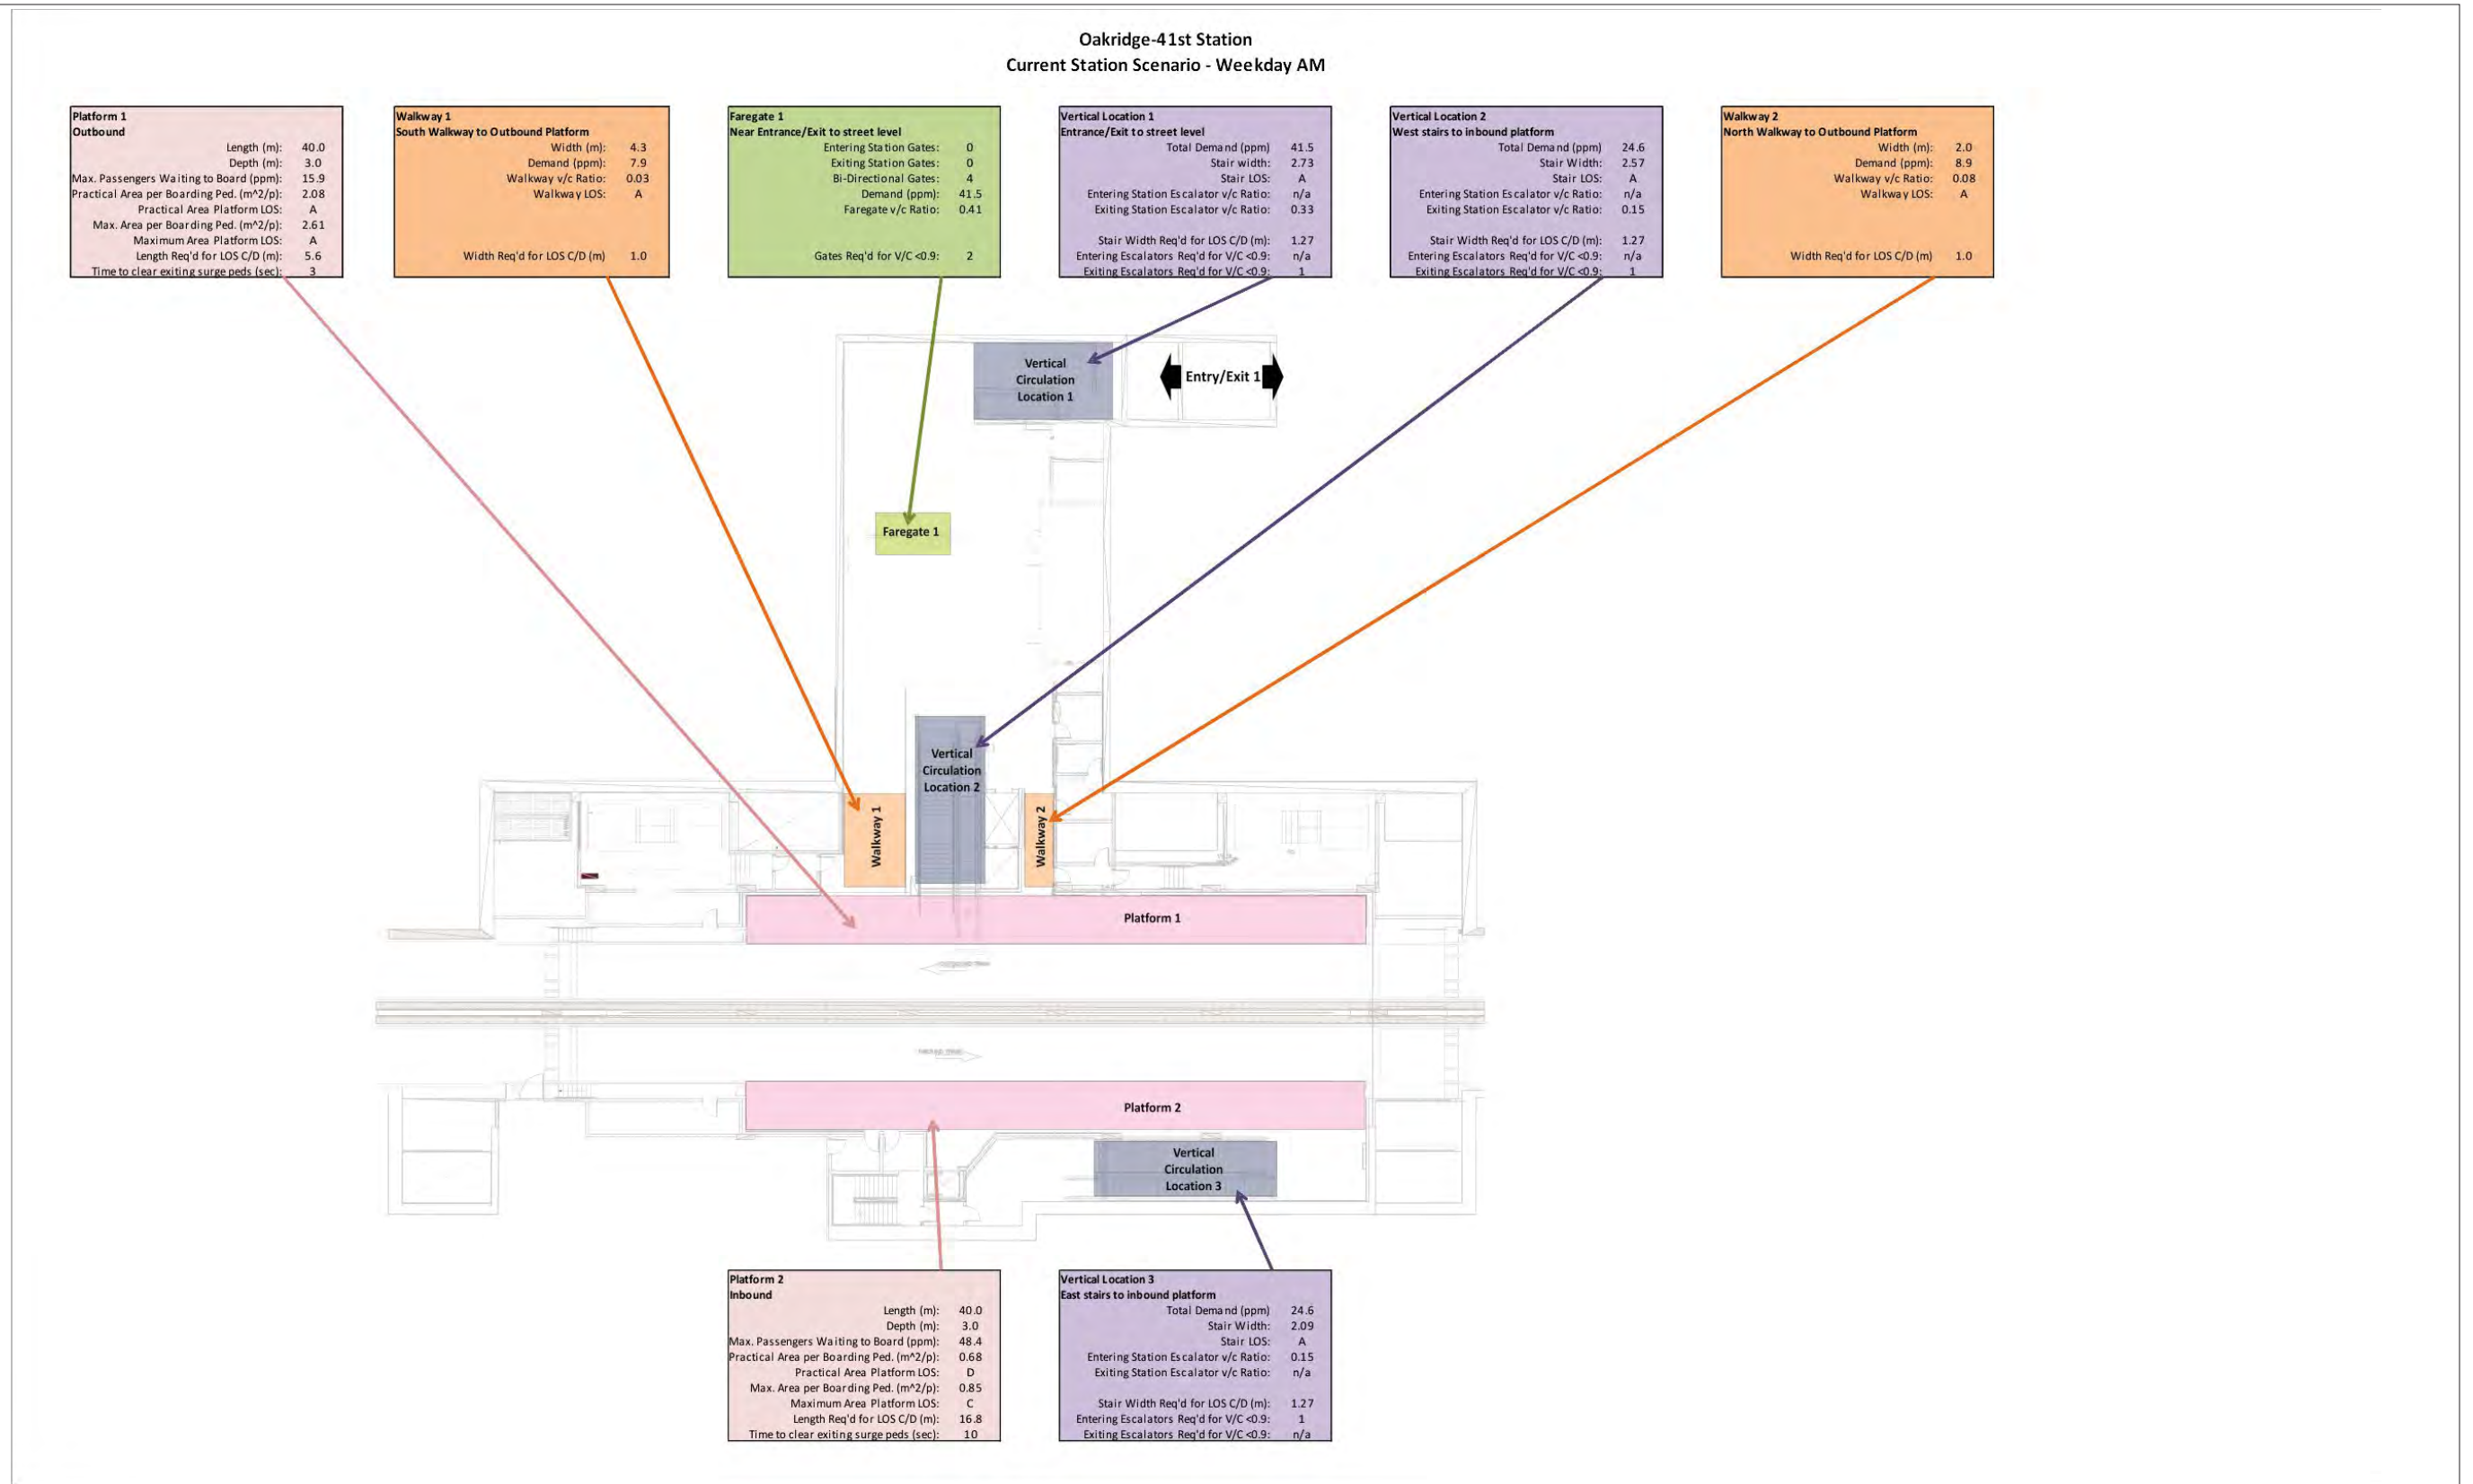 Oakridge-41st Station
Current Station Scenario - Weekday AM
Platform 1
Outbound
Length (m): 40.0
Depth (m): 3.0
Max. Passengers Waiting to Board (ppm): 15.9
Practical Area per Boarding Ped. (m^2/p): 2.08
Practical Area Platform LOS: A
Max. Area per Boarding Ped. (m^2/p): 2.61
Maximum Area Platform LOS: A
Length Req'd for LOS C/D (m): 5.6
Time to clear exiting surge peds (sec): 3
Walkway 1
South Walkway to Outbound Platform
Width (m): 4.3
Demand (ppm): 7.9
Walkway v/c Ratio: 0.03
Walkway LOS: A
Width Req'd for LOS C/D (m) 1.0
Faregate 1
Near Entrance/Exit to street level
Entering Station Gates: 0
Exiting Station Gates: 0
Bi-Directional Gates: 4
Demand (ppm): 41.5
Faregate v/c Ratio: 0.41
Gates Req'd for V/C <0.9: 2
Vertical Location 1
Entrance/Exit to street level
Total Demand (ppm) 41.5
Stair width: 2.73
Stair LOS: A
Entering Station Escalator v/c Ratio: n/a
Exiting Station Escalator v/c Ratio: 0.33
Stair Width Req'd for LOS C/D (m): 1.27
Entering Escalators Req'd for V/C <0.9: n/a
Exiting Escalators Req'd for V/C <0.9: 1
Vertical Location 2
West stairs to inbound platform
Total Demand (ppm) 24.6
Stair Width: 2.57
Stair LOS: A
Entering Station Escalator v/c Ratio: n/a
Exiting Station Escalator v/c Ratio: 0.15
Stair Width Req'd for LOS C/D (m): 1.27
Entering Escalators Req'd for V/C <0.9: n/a
Exiting Escalators Req'd for V/C <0.9: 1
Walkway 2
North Walkway to Outbound Platform
Width (m): 2.0
Demand (ppm): 8.9
Walkway v/c Ratio: 0.08
Walkway LOS: A
Width Req'd for LOS C/D (m) 1.0
Vertical
Circulation
Location 1
Entry/Exit 1
Faregate 1
Vertical
Circulation
Location 2
Walkway 1
Walkway 2
Platform 1
Platform 2
Vertical
Circulation
Location 3
Platform 2
Inbound
Length (m): 40.0
Depth (m): 3.0
Max. Passengers Waiting to Board (ppm): 48.4
Practical Area per Boarding Ped. (m^2/p): 0.68
Practical Area Platform LOS: D
Max. Area per Boarding Ped. (m^2/p): 0.85
Maximum Area Platform LOS: C
Length Req'd for LOS C/D (m): 16.8
Time to clear exiting surge peds (sec): 10
Vertical Location 3
East stairs to inbound platform
Total Demand (ppm) 24.6
Stair Width: 2.09
Stair LOS: A
Entering Station Escalator v/c Ratio: 0.15
Exiting Station Escalator v/c Ratio: n/a
Stair Width Req'd for LOS C/D (m): 1.27
Entering Escalators Req'd for V/C <0.9: 1
Exiting Escalators Req'd for V/C <0.9: n/a